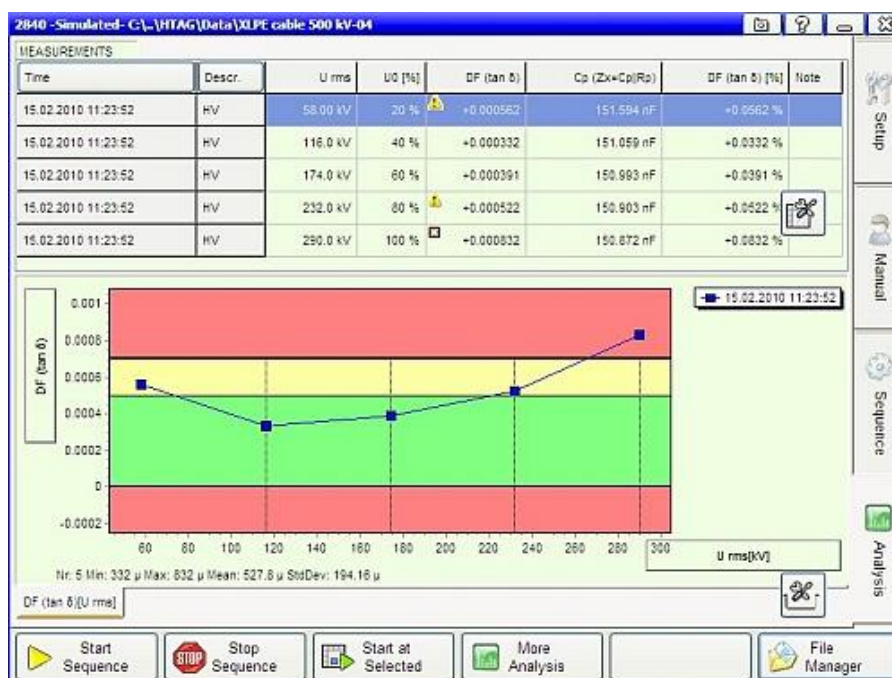 2840 -Simulated- C:\..\HTAG\Data\XLPE cable 500 kV-04
MEASUREMENTS
Time Descr. U rms U0 [%] DF (tan δ) Cp (Zx=Cp||Rp) DF (tan δ) [%] Note
15.02.2010 11:23:52 HV 58.00 kV 20 % +0.000562 151.594 nF +0.0562 %
15.02.2010 11:23:52 HV 116.0 kV 40 % +0.000332 151.059 nF +0.0332 %
15.02.2010 11:23:52 HV 174.0 kV 60 % +0.000391 150.993 nF +0.0391 %
15.02.2010 11:23:52 HV 232.0 kV 80 % +0.000522 150.903 nF +0.0522 %
15.02.2010 11:23:52 HV 290.0 kV 100 % +0.000832 150.872 nF +0.0832 %
Setup
Manual
Sequence
Analysis
15.02.2010 11:23:52
DF (tan δ)
0.001
0.0008
0.0006
0.0004
0.0002
0
-0.0002
60 80 100 120 140 160 180 200 220 240 260 280 300
U rms[kV]
Nr: 5 Min: 332 µ Max: 832 µ Mean: 527.8 µ StdDev: 194.16 µ
DF (tan δ)[U rms]
Start Sequence
STOP
Stop Sequence
Start at Selected
More Analysis
File Manager